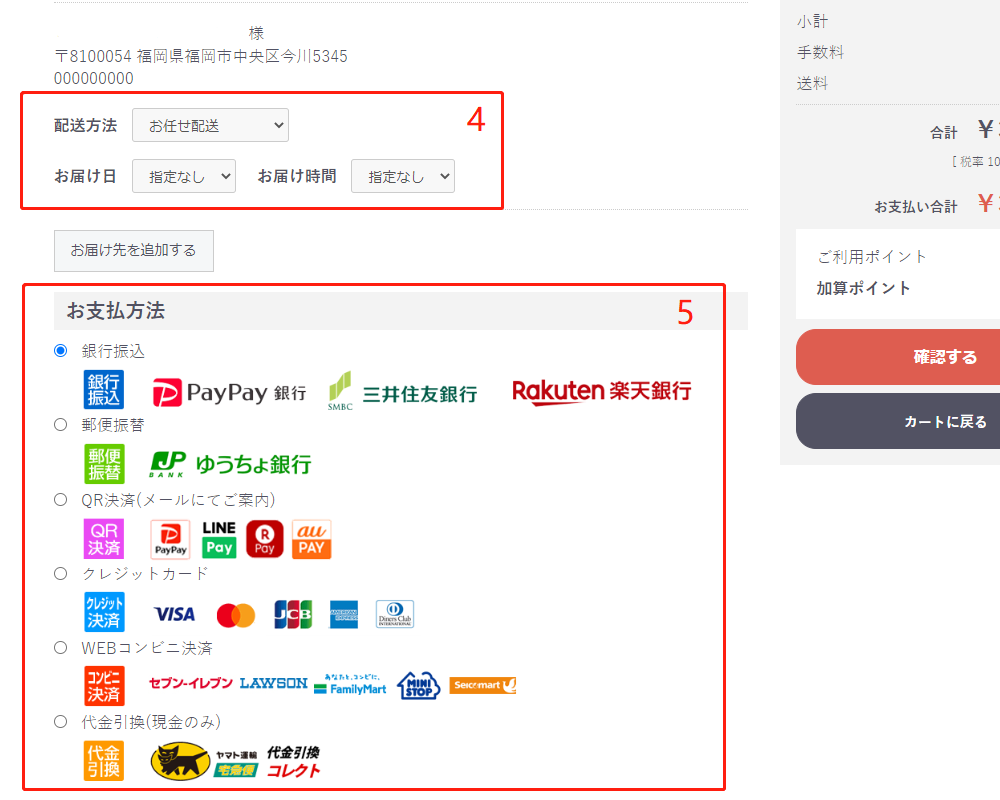 様
〒8100054 福岡県福岡市中央区今川5345
000000000
4
配送方法 お任せ配送
お届け日 指定なし お届け時間 指定なし
お届け先を追加する
お支払方法
5
銀行振込
銀行
振込
PayPay 銀行
SMBC 三井住友銀行
Rakuten 楽天銀行
郵便振替
郵便
振替
JP BANK ゆうちょ銀行
QR決済(メールにてご案内)
QR
決済
PayPay
LINE
Pay
R
Pay
au
PAY
クレジットカード
クレジット
決済
VISA
JCB
AMERICAN EXPRESS
Diners Club
INTERNATIONAL
WEBコンビニ決済
コンビニ
決済
セブン-イレブン
LAWSON
あなたと、コンビに、
FamilyMart
MINI
STOP
Seicomart
代金引換(現金のみ)
代金
引換
ヤマト運輸
宅急便
代金引換
コレクト
小計
手数料
送料
合計 ￥
[ 税率 10
お支払い合計 ￥
ご利用ポイント
加算ポイント
確認する
カートに戻る